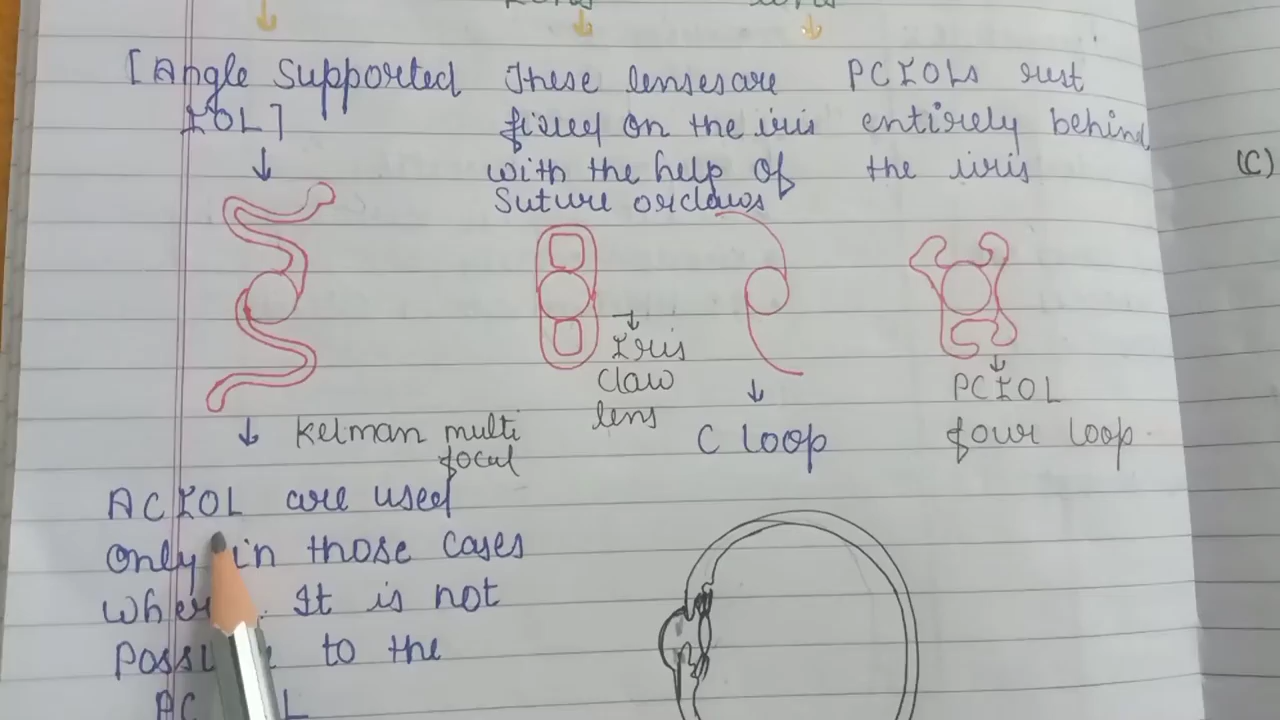 [Angle Supported
IOL]
These lenses are
fixed on the iris
with the help of
Suture or claws
PCIOLs rest
entirely behind
the iris
(C)
Iris
claw
lens
C loop
PCIOL
four loop
Kelman multi
focal
ACIOL are used
Only in those cases
It is not
to the